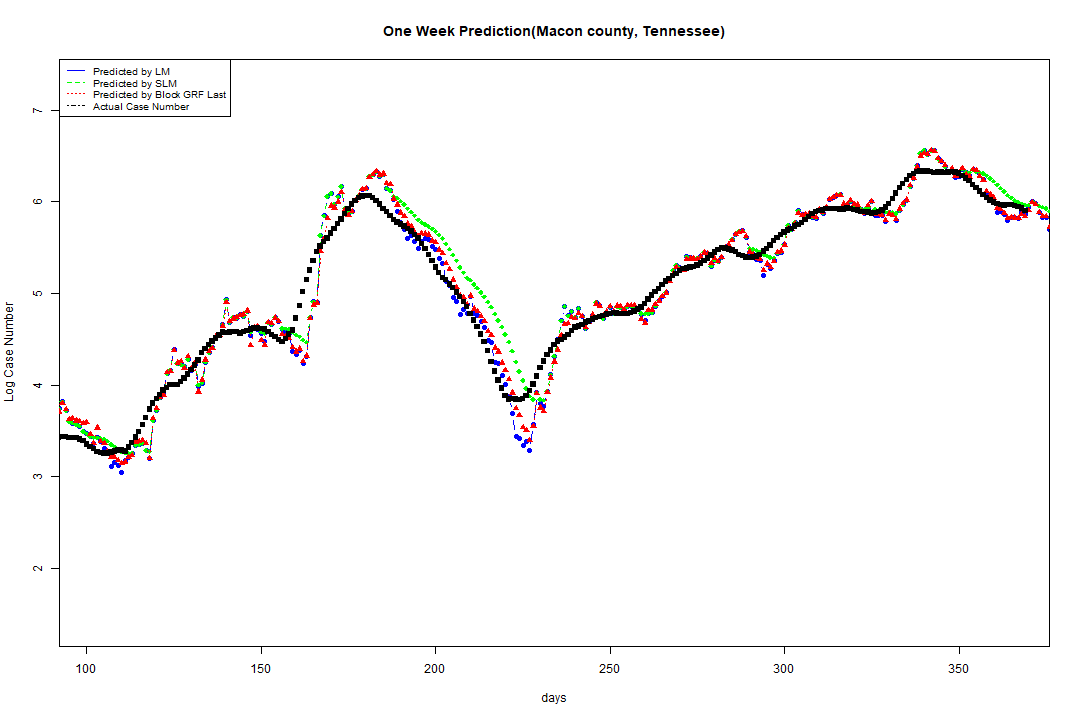 One Week Prediction(Macon county, Tennessee)
Predicted by LM
Predicted by SLM
Predicted by Block GRF Last
Actual Case Number
7
6
5
4
3
2
Log Case Number
100 150 200 250 300 350
days